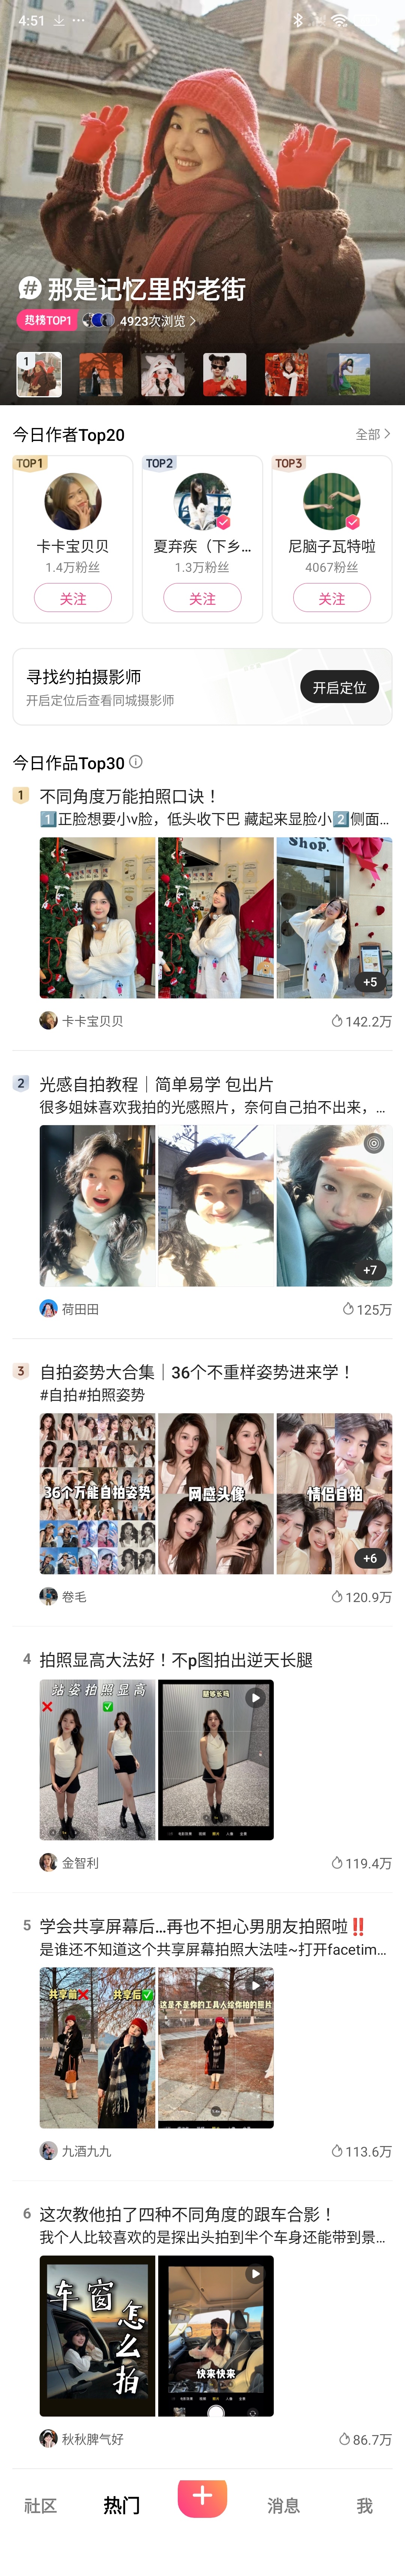 4:51
那是记忆里的老街
热榜TOP1 4923次浏览
1
今日作者Top20 全部
TOP1
卡卡宝贝贝
1.4万粉丝
关注
TOP2
夏弃疾（下乡...
1.3万粉丝
关注
TOP3
尼脑子瓦特啦
4067粉丝
关注
寻找约拍摄影师
开启定位后查看同城摄影师
开启定位
今日作品Top30
1 不同角度万能拍照口诀！
1️⃣正脸想要小v脸，低头收下巴 藏起来显脸小2️⃣侧面...
Shop.
+5
卡卡宝贝贝 142.2万
2 光感自拍教程｜简单易学 包出片
很多姐妹喜欢我拍的光感照片，奈何自己拍不出来，...
+7
荷田田 125万
3 自拍姿势大合集｜36个不重样姿势进来学！
#自拍#拍照姿势
36个万能自拍姿势
网感头像
情侣自拍
+6
卷毛 120.9万
4 拍照显高大法好！不p图拍出逆天长腿
站姿拍照显高
腿够长吗
金智利 119.4万
5 学会共享屏幕后...再也不担心男朋友拍照啦‼️
是谁还不知道这个共享屏幕拍照大法哇~打开facetim...
共享前❌ 共享后✅
这是不是你的工具人给你拍的照片
九酒九九 113.6万
6 这次教他拍了四种不同角度的跟车合影！
我个人比较喜欢的是探出头拍到半个车身还能带到景...
车窗怎么拍
快来快来
秋秋脾气好 86.7万
社区 热门 消息 我